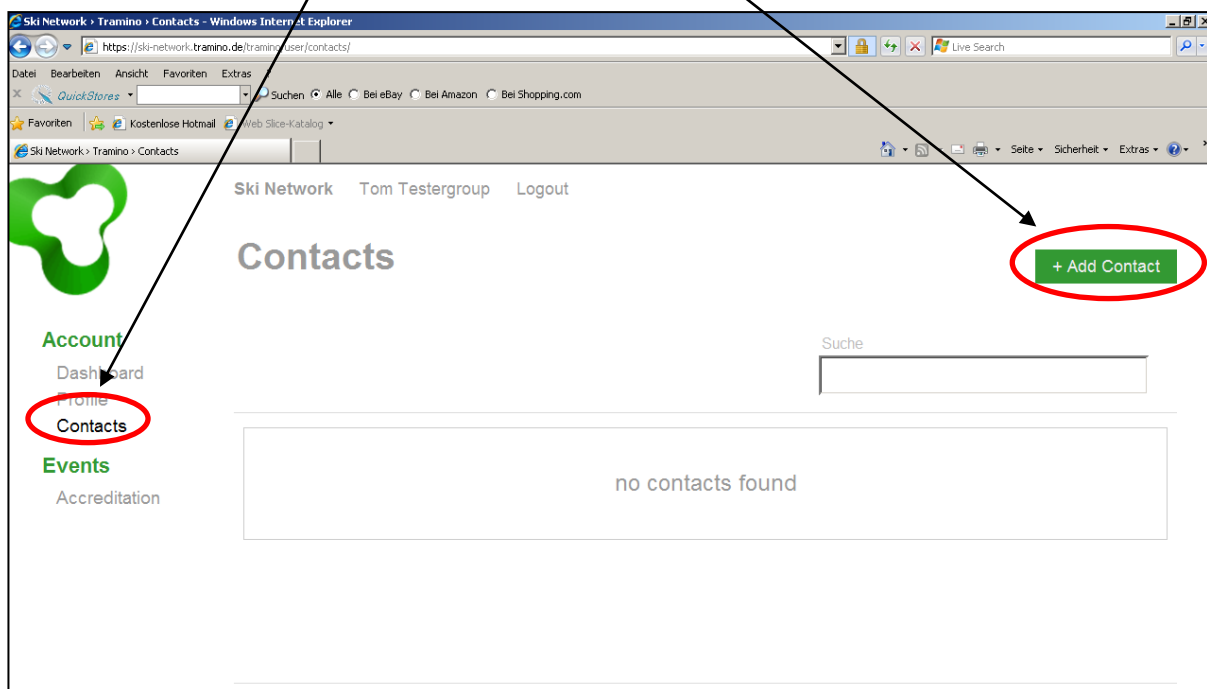 Ski Network › Tramino › Contacts - Windows Internet Explorer
https://ski-network.tramino.de/tramino/user/contacts/
Live Search
Datei Bearbeiten Ansicht Favoriten Extras
QuickStores Suchen Alle Bei eBay Bei Amazon Bei Shopping.com
Favoriten Kostenlose Hotmail Web Slice-Katalog
Ski Network › Tramino › Contacts Seite Sicherheit Extras
Ski Network Tom Testergroup Logout
Contacts
+ Add Contact
Account
Dashboard
Profile
Contacts
Events
Accreditation
Suche
no contacts found